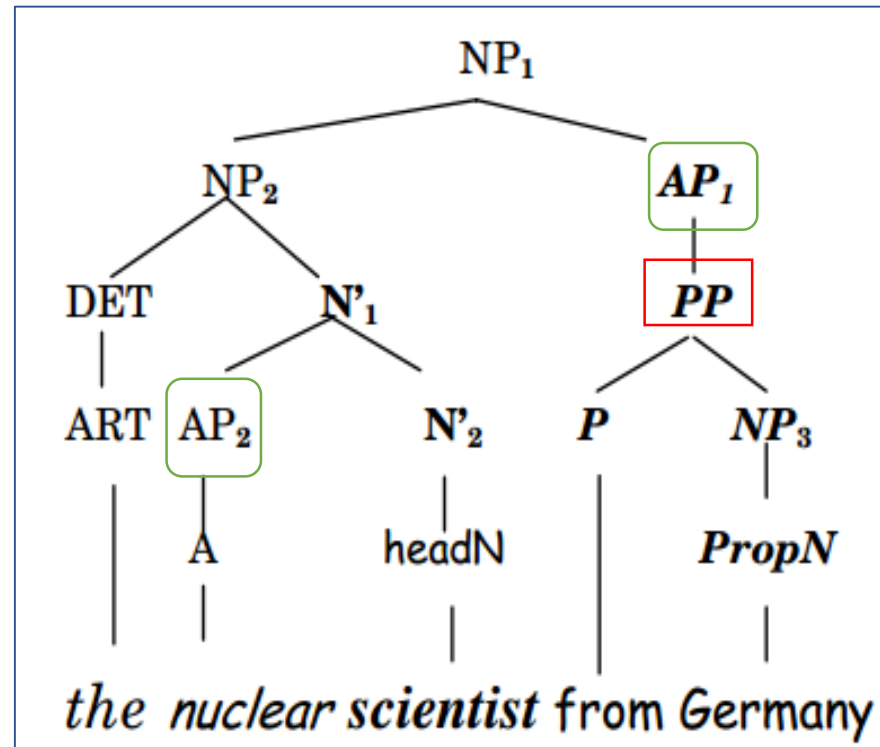 NP₁
NP₂ AP₁
DET N'₁ PP
ART AP₂ N'₂ P NP₃
A headN PropN
the nuclear scientist from Germany